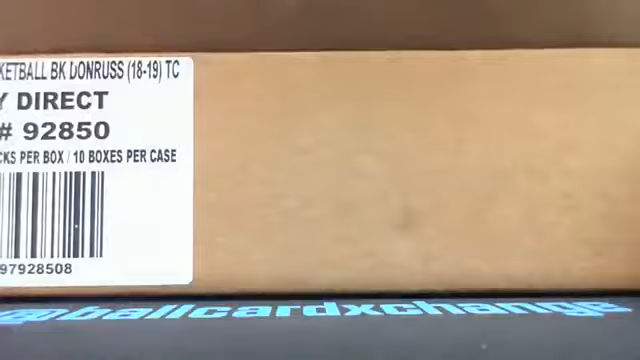 KETBALL BK DONRUSS (18-19) TC
Y DIRECT
# 92850
CKS PER BOX / 10 BOXES PER CASE
97928508
@ballcardxchange